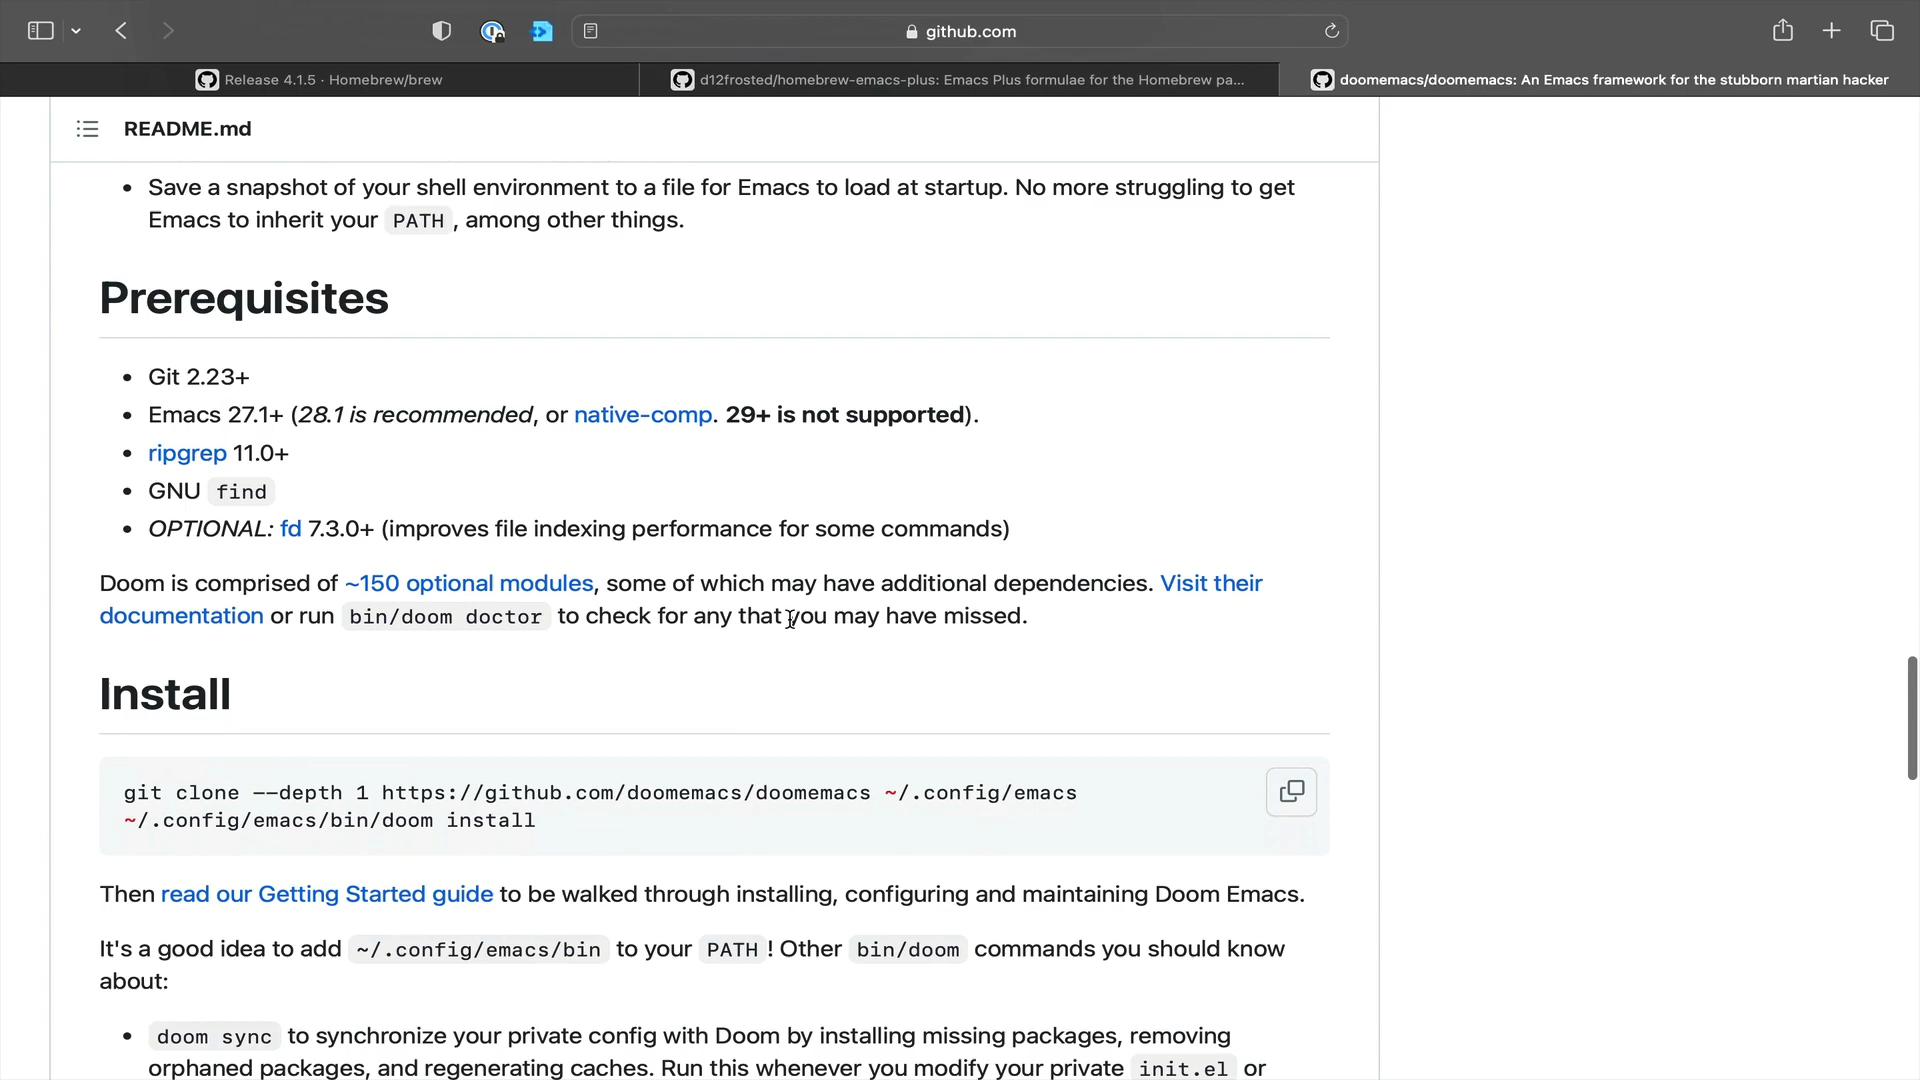 github.com
Release 4.1.5 · Homebrew/brew
d12frosted/homebrew-emacs-plus: Emacs Plus formulae for the Homebrew pa...
doomemacs/doomemacs: An Emacs framework for the stubborn martian hacker
README.md
• Save a snapshot of your shell environment to a file for Emacs to load at startup. No more struggling to get
Emacs to inherit your PATH, among other things.
Prerequisites
• Git 2.23+
• Emacs 27.1+ (28.1 is recommended, or native-comp. 29+ is not supported).
• ripgrep 11.0+
• GNU find
• OPTIONAL: fd 7.3.0+ (improves file indexing performance for some commands)
Doom is comprised of ~150 optional modules, some of which may have additional dependencies. Visit their
documentation or run bin/doom doctor to check for any that you may have missed.
Install
git clone --depth 1 https://github.com/doomemacs/doomemacs ~/.config/emacs
~/.config/emacs/bin/doom install
Then read our Getting Started guide to be walked through installing, configuring and maintaining Doom Emacs.
It's a good idea to add ~/.config/emacs/bin to your PATH! Other bin/doom commands you should know
about:
• doom sync to synchronize your private config with Doom by installing missing packages, removing
orphaned packages, and regenerating caches. Run this whenever you modify your private init.el or